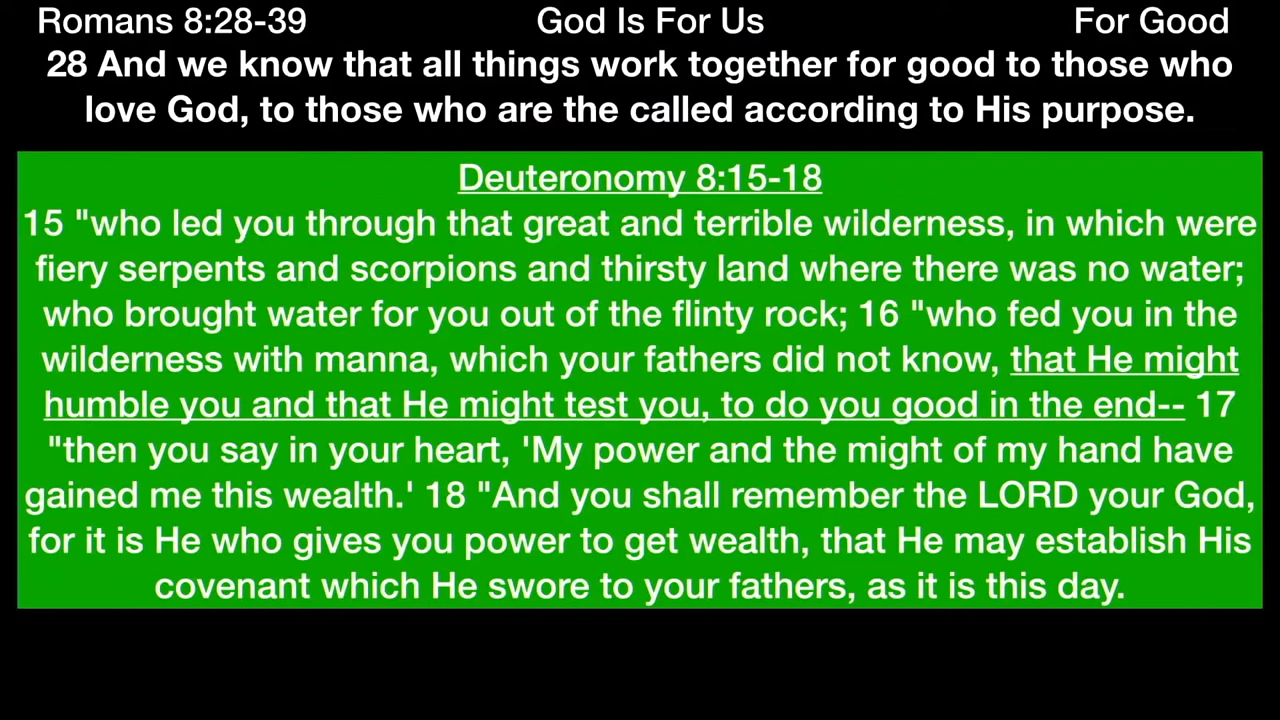 Romans 8:28-39 God Is For Us For Good
28 And we know that all things work together for good to those who
love God, to those who are the called according to His purpose.
Deuteronomy 8:15-18
15 "who led you through that great and terrible wilderness, in which were
fiery serpents and scorpions and thirsty land where there was no water;
who brought water for you out of the flinty rock; 16 "who fed you in the
wilderness with manna, which your fathers did not know, that He might
humble you and that He might test you, to do you good in the end-- 17
"then you say in your heart, 'My power and the might of my hand have
gained me this wealth.' 18 "And you shall remember the LORD your God,
for it is He who gives you power to get wealth, that He may establish His
covenant which He swore to your fathers, as it is this day.